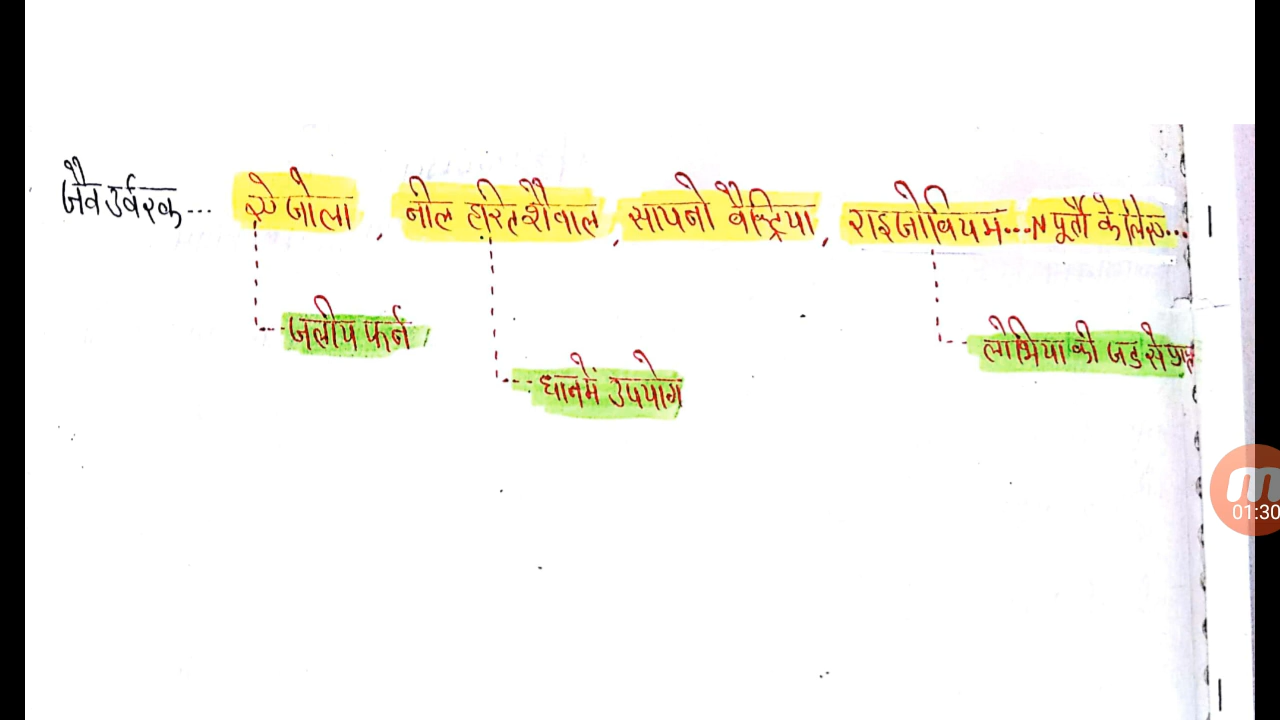 जैव उर्वरक... एजोला, नील हरित शैवाल, सायनो बैक्ट्रिया, राइजोवियम...N पूर्ती के लिए...
जलीय फर्न
लोभिया की जड से
धान में उपयोग
01:30